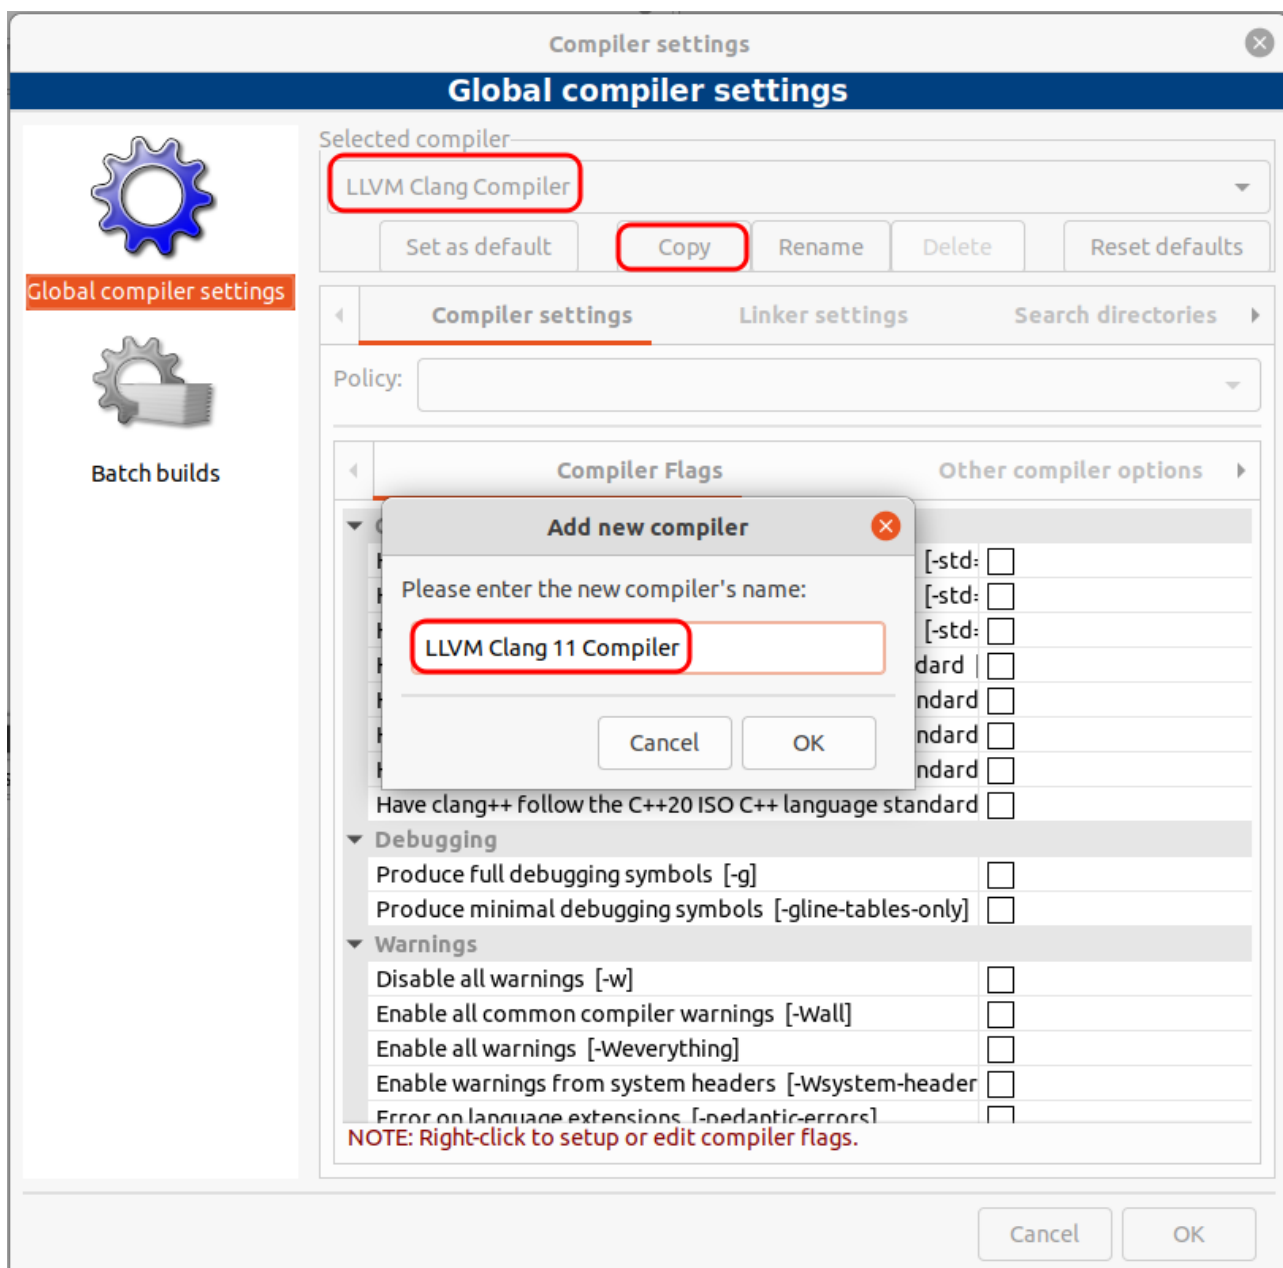 Compiler settings
Global compiler settings
Global compiler settings
Batch builds
Selected compiler
LLVM Clang Compiler
Set as default Copy Rename Delete Reset defaults
Compiler settings Linker settings Search directories
Policy:
Compiler Flags Other compiler options
Add new compiler
Please enter the new compiler's name:
LLVM Clang 11 Compiler
Cancel OK
[-std=
[-std=
[-std=
dard
ndard
ndard
ndard
Have clang++ follow the C++20 ISO C++ language standard
Debugging
Produce full debugging symbols [-g]
Produce minimal debugging symbols [-gline-tables-only]
Warnings
Disable all warnings [-w]
Enable all common compiler warnings [-Wall]
Enable all warnings [-Weverything]
Enable warnings from system headers [-Wsystem-header
Error on language extensions [-pedantic-errors]
NOTE: Right-click to setup or edit compiler flags.
Cancel OK